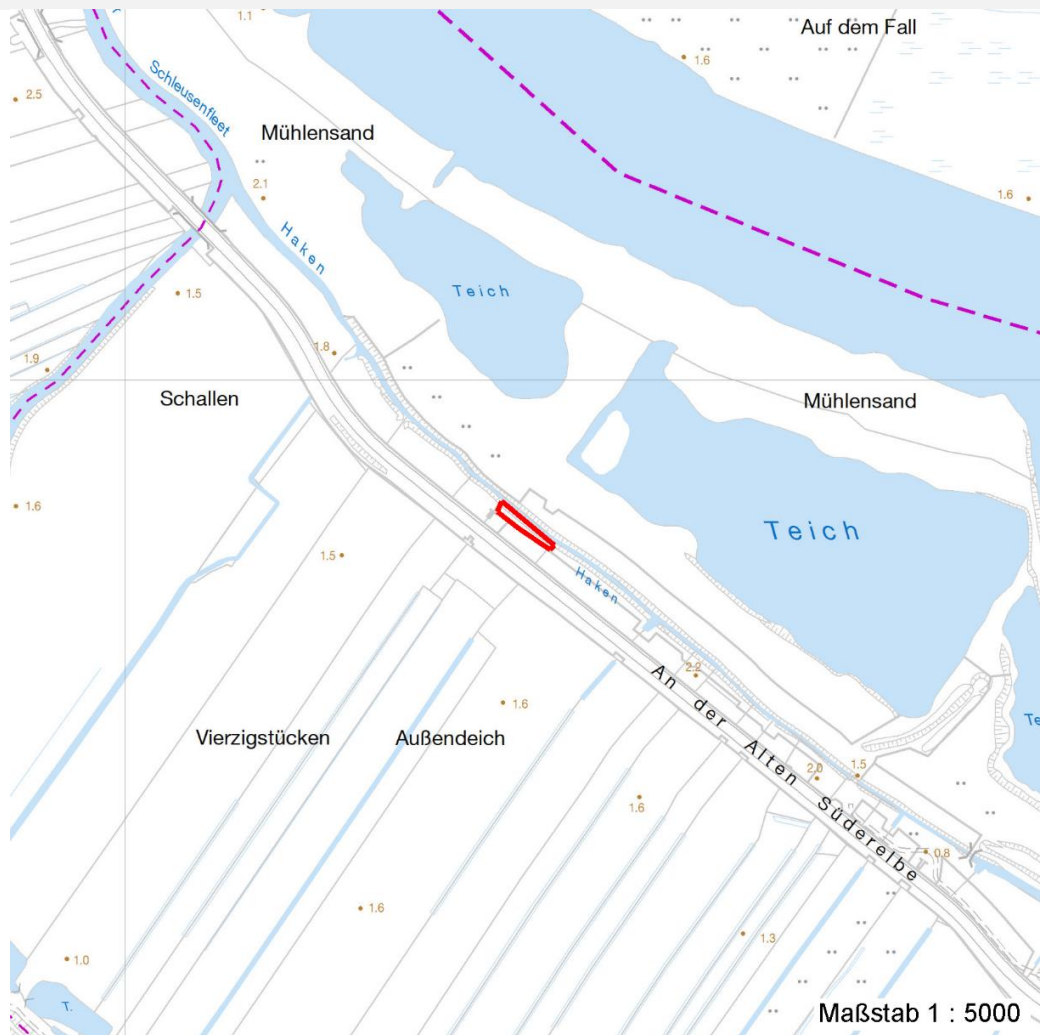 1.1
Auf dem Fall
1.6
2.5
Schleusenfleet
Mühlensand
2.1
1.6
Haken
1.5
Teich
1.8
1.9
Schallen
Mühlensand
1.6
Teich
1.5
Haken
2.2
An der Alten Süderelbe
1.6
Te
Vierzigstücken
Außendeich
2.0
1.5
1.6
0.8
1.6
1.3
1.0
T.
Maßstab 1 : 5000